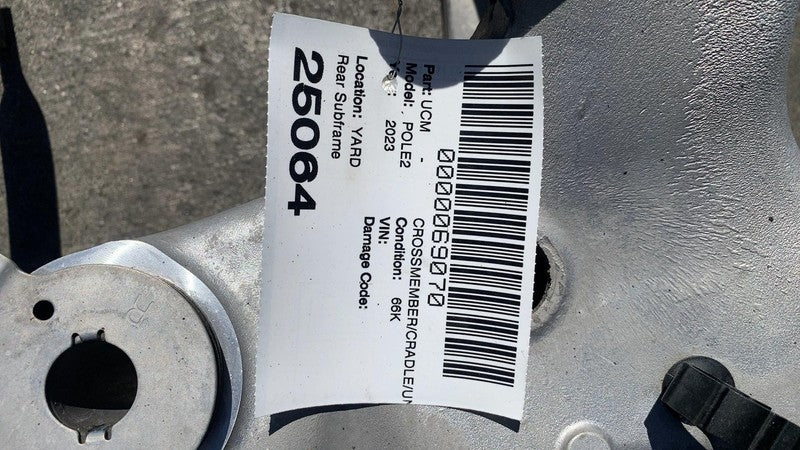 0000069070
Part: UCM - CROSSMEMBER/CRADLE/UN
Model: . POLE2 Condition: 66K
Year: 2023 VIN:
Damage Code:
Location: YARD
Rear Subframe
25064